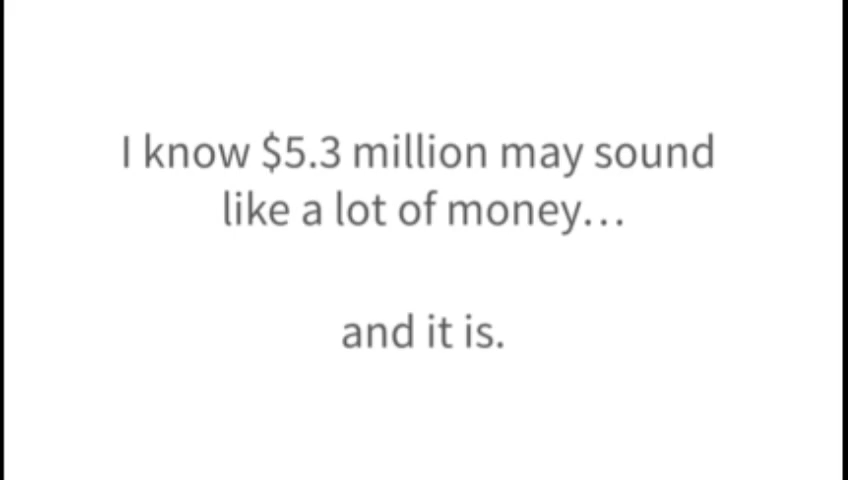 I know $5.3 million may sound
like a lot of money…
and it is.